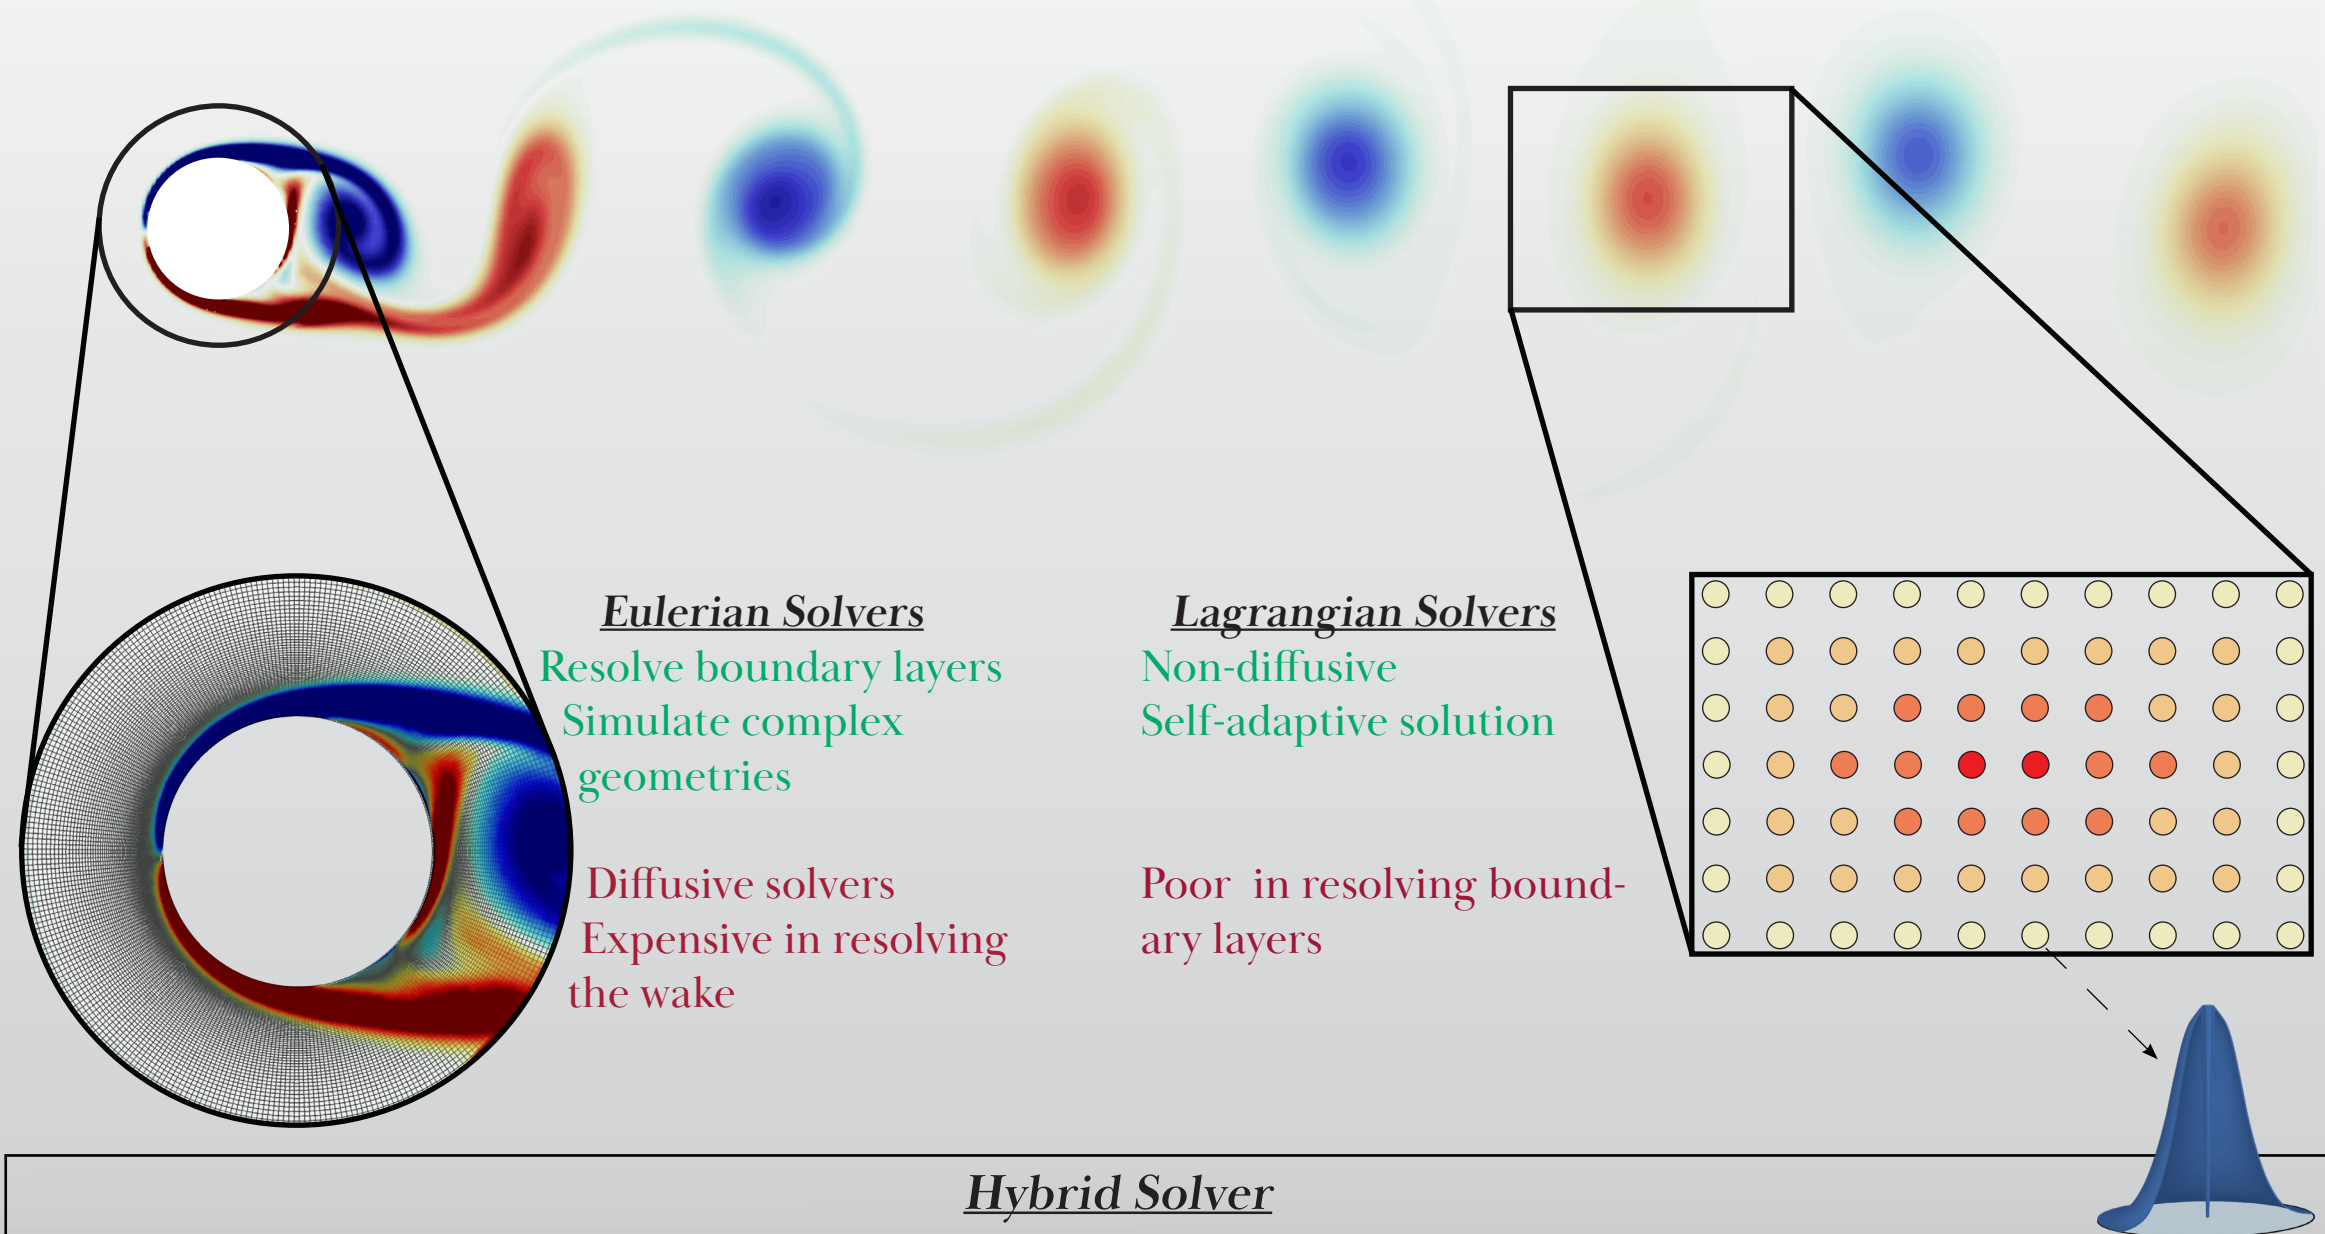 Eulerian Solvers
Resolve boundary layers
Simulate complex
geometries
Diffusive solvers
Expensive in resolving
the wake
Lagrangian Solvers
Non-diffusive
Self-adaptive solution
Poor  in resolving bound-
ary layers
Hybrid Solver